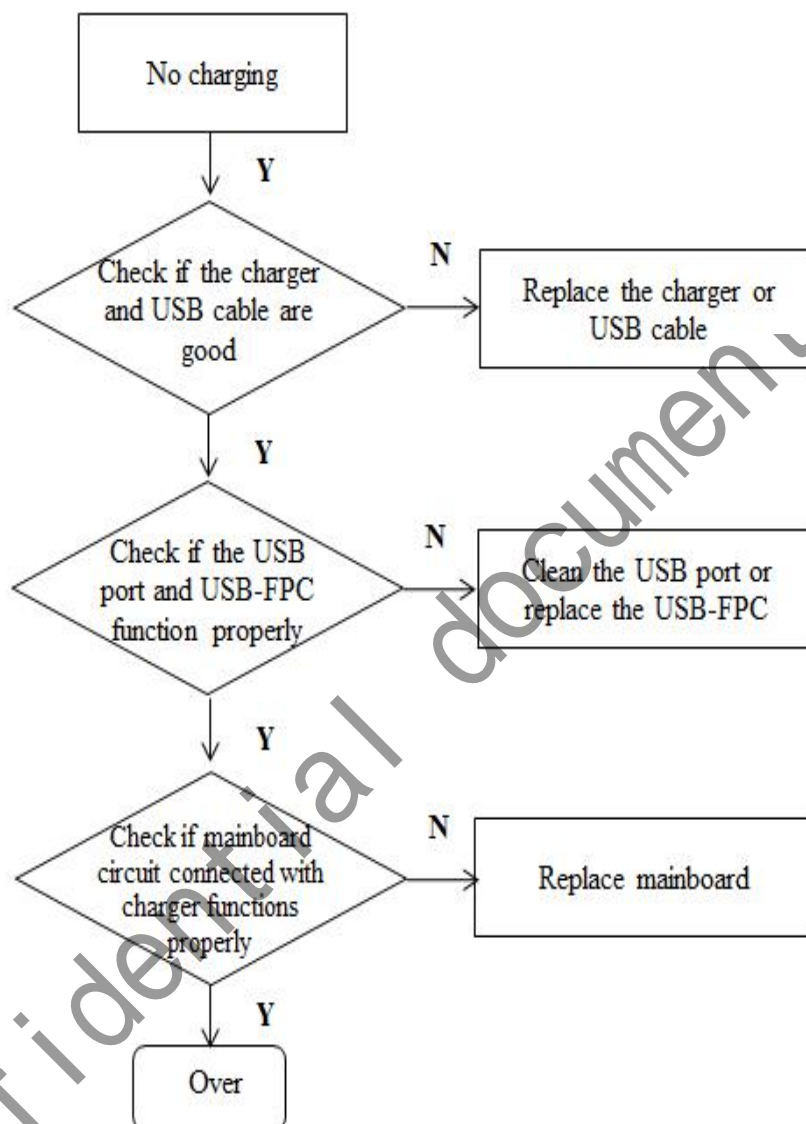 No charging
Y
Check if the charger
and USB cable are
good
N
Replace the charger or
USB cable
Y
Check if the USB
port and USB-FPC
function properly
N
Clean the USB port or
replace the USB-FPC
Y
Check if mainboard
circuit connected with
charger functions
properly
N
Replace mainboard
Y
Over
fidential document